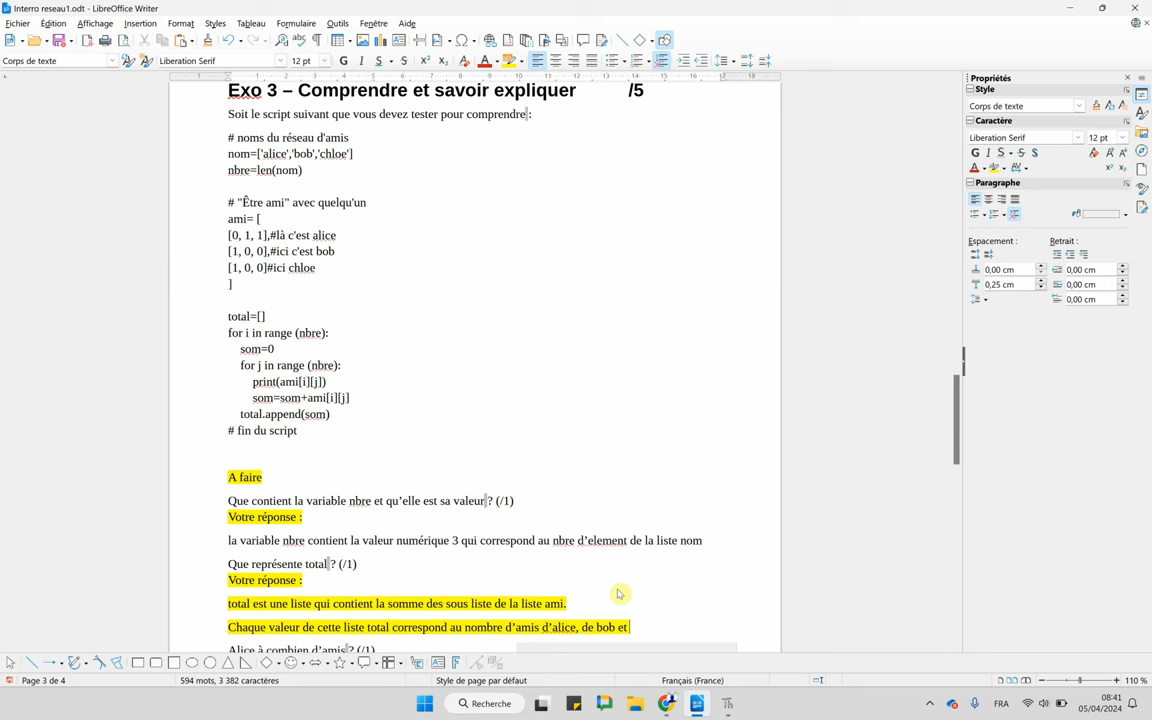 Interro reseau1.odt - LibreOffice Writer
Fichier Édition Affichage Insertion Format Styles Tableau Formulaire Outils Fenêtre Aide
Corps de texte Liberation Serif 12 pt
Exo 3 – Comprendre et savoir expliquer /5
Soit le script suivant que vous devez tester pour comprendre :
# noms du réseau d'amis
nom=['alice','bob','chloe']
nbre=len(nom)
# "Être ami" avec quelqu'un
ami= [
[0, 1, 1],#là c'est alice
[1, 0, 0],#ici c'est bob
[1, 0, 0]#ici chloe
]
total=[]
for i in range (nbre):
som=0
for j in range (nbre):
print(ami[i][j])
som=som+ami[i][j]
total.append(som)
# fin du script
A faire
Que contient la variable nbre et qu’elle est sa valeur ? (/1)
Votre réponse :
la variable nbre contient la valeur numérique 3 qui correspond au nbre d’element de la liste nom
Que représente total ? (/1)
Votre réponse :
total est une liste qui contient la somme des sous liste de la liste ami.
Chaque valeur de cette liste total correspond au nombre d’amis d’alice, de bob et
Alice à combien d’amis ? (/1)
Propriétés
Style
Corps de texte
Caractère
Liberation Serif 12 pt
Paragraphe
Espacement : Retrait :
0,00 cm 0,00 cm
0,25 cm 0,00 cm
0,00 cm
Page 3 de 4 594 mots, 3 382 caractères Style de page par défaut Français (France) 110 %
Recherche FRA 08:41
05/04/2024